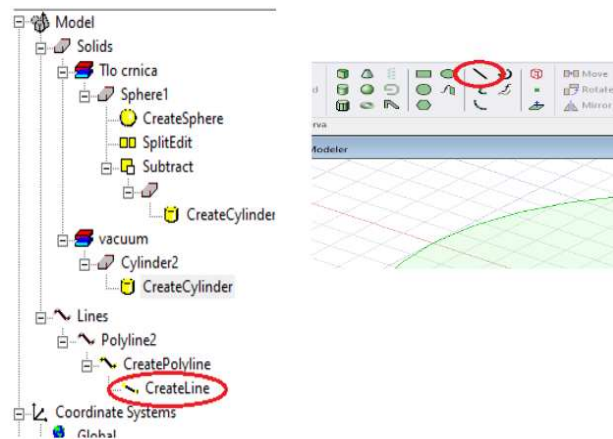 Model
Solids
Tlo crnica
Sphere1
CreateSphere
SplitEdit
Subtract
CreateCylinder
vacuum
Cylinder2
CreateCylinder
Lines
Polyline2
CreatePolyline
CreateLine
Coordinate Systems
Global
Move
Rotate
Mirror
rva
Modeler